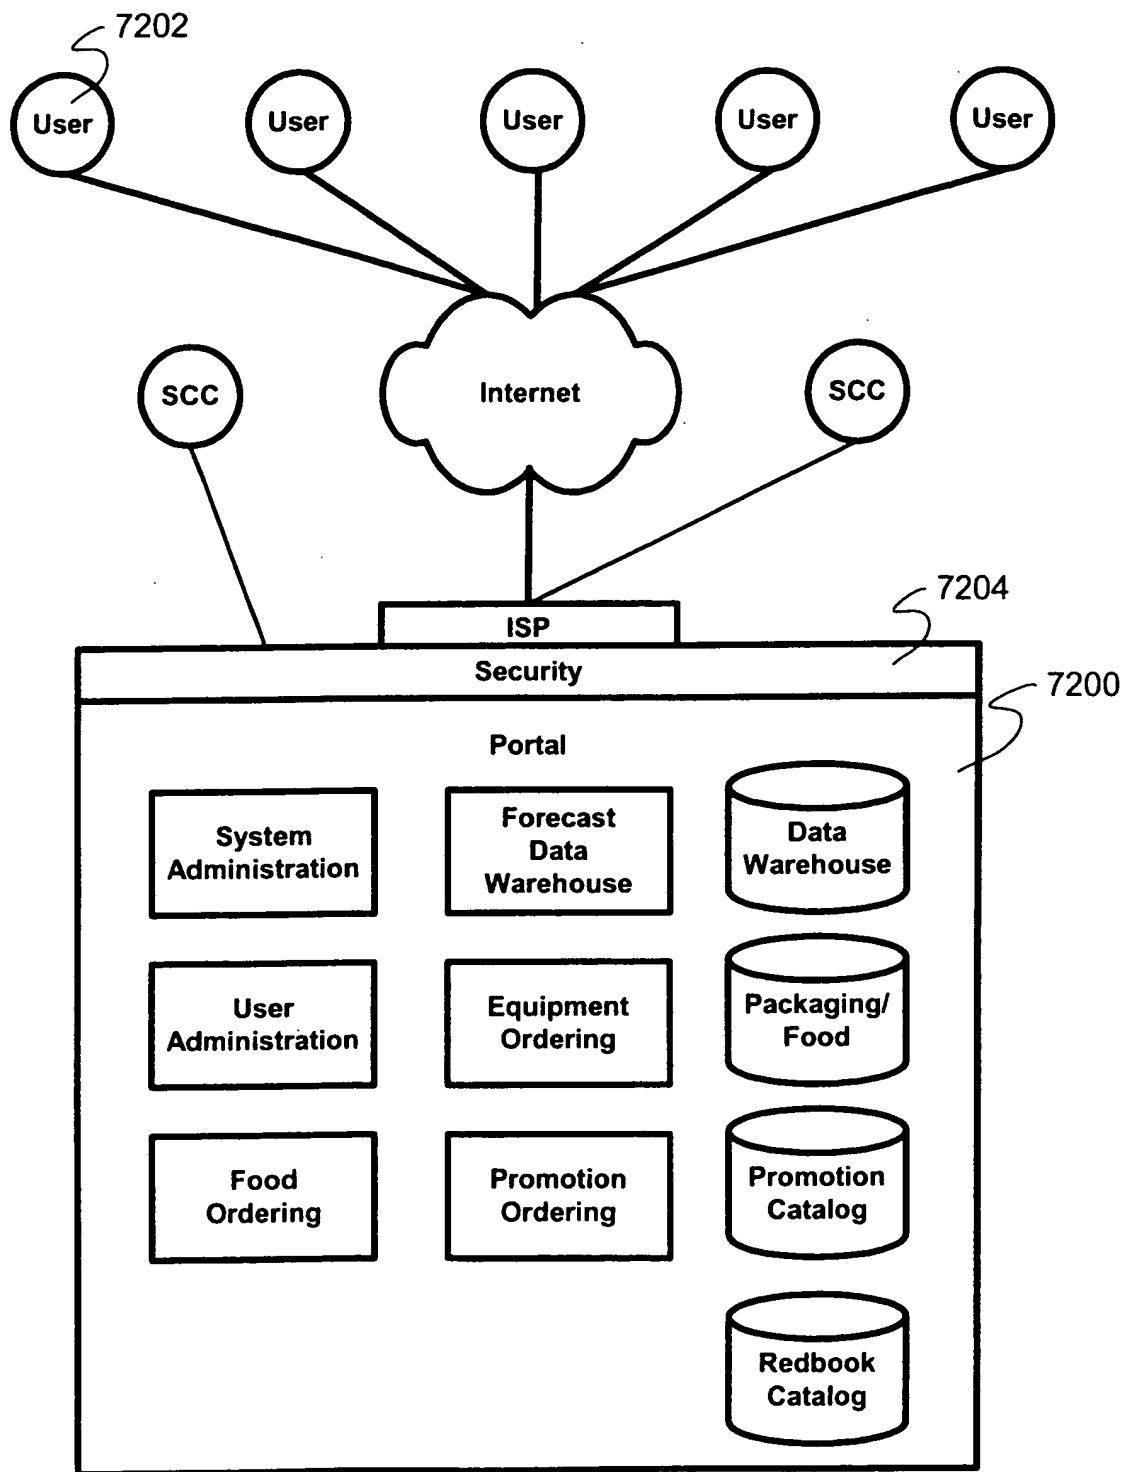 7202
User
User
User
User
User
Internet
SCC
SCC
7204
ISP
Security
7200
Portal
System
Administration
Forecast
Data
Warehouse
Data
Warehouse
User
Administration
Equipment
Ordering
Packaging/
Food
Food
Ordering
Promotion
Ordering
Promotion
Catalog
Redbook
Catalog